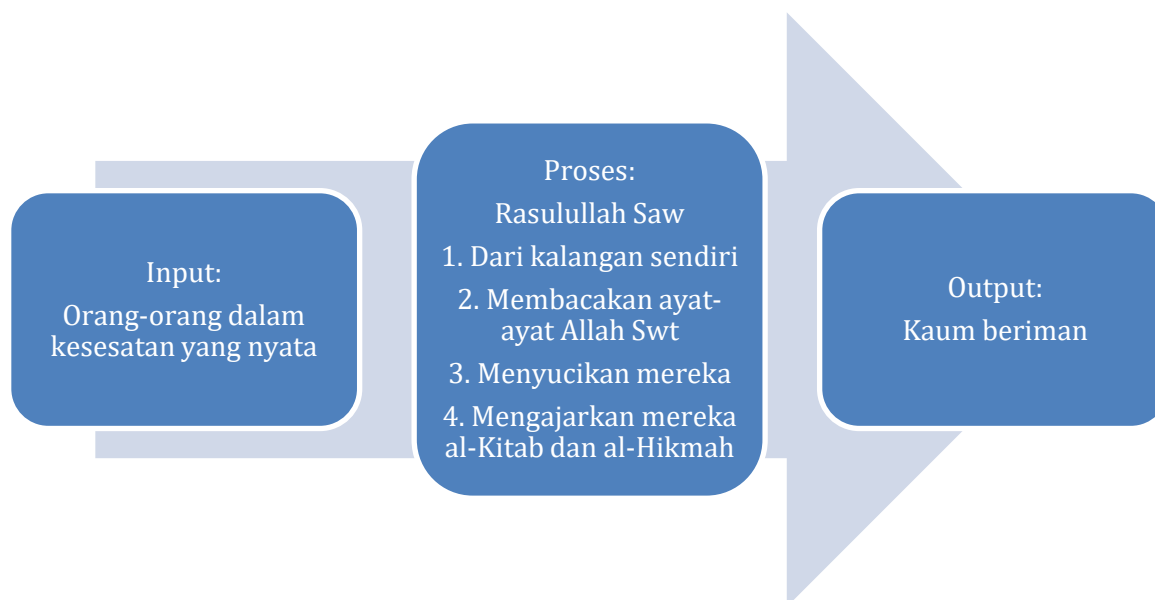 Input:
Orang-orang dalam
kesesatan yang nyata
Proses:
Rasulullah Saw
1. Dari kalangan sendiri
2. Membacakan ayat-
ayat Allah Swt
3. Menyucikan mereka
4. Mengajarkan mereka
al-Kitab dan al-Hikmah
Output:
Kaum beriman